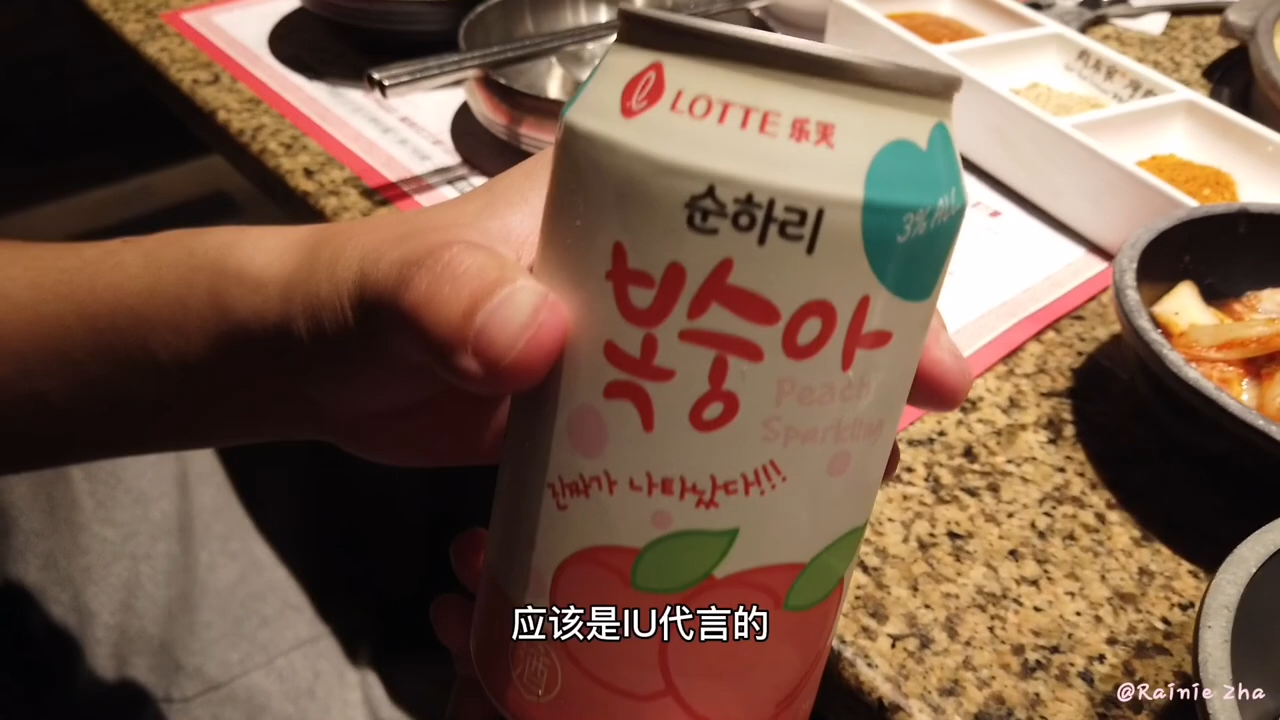 LOTTE 乐天
순하리
3% ALC
복숭아
Peach
Sparkling
진짜가 나타났다!!!
应该是IU代言的
酒
@Rainie Zha